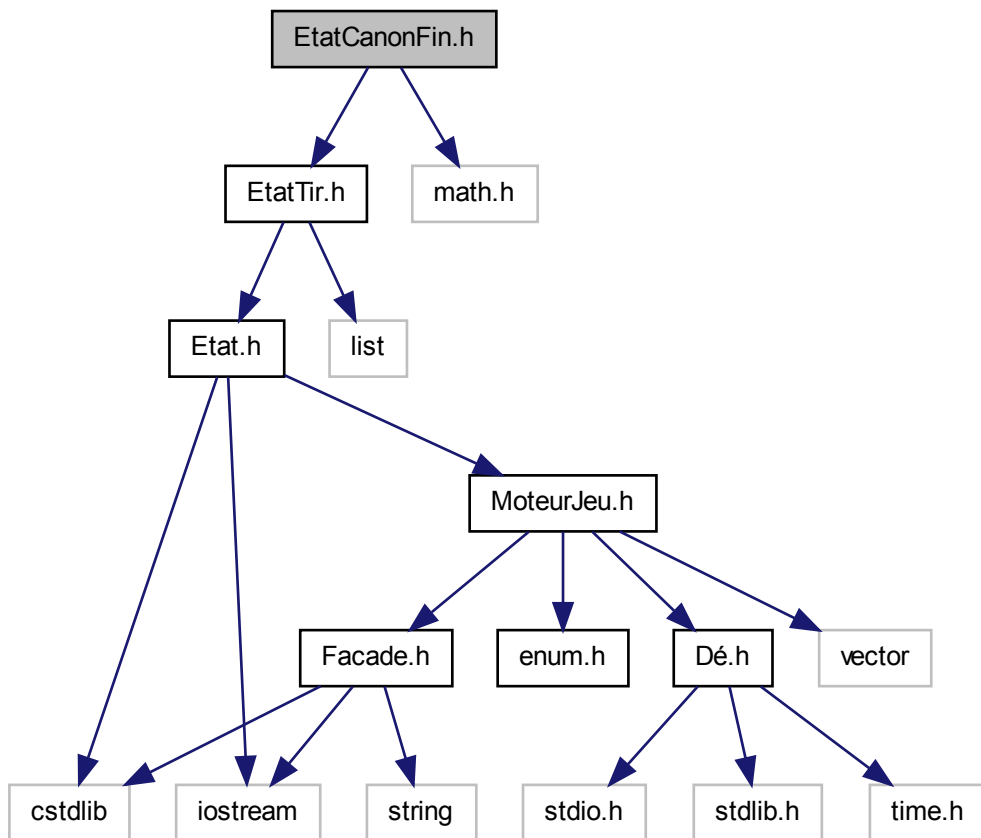 EtatCanonFin.h
EtatTir.h
math.h
Etat.h
list
MoteurJeu.h
Facade.h
enum.h
Dé.h
vector
cstdlib
iostream
string
stdio.h
stdlib.h
time.h